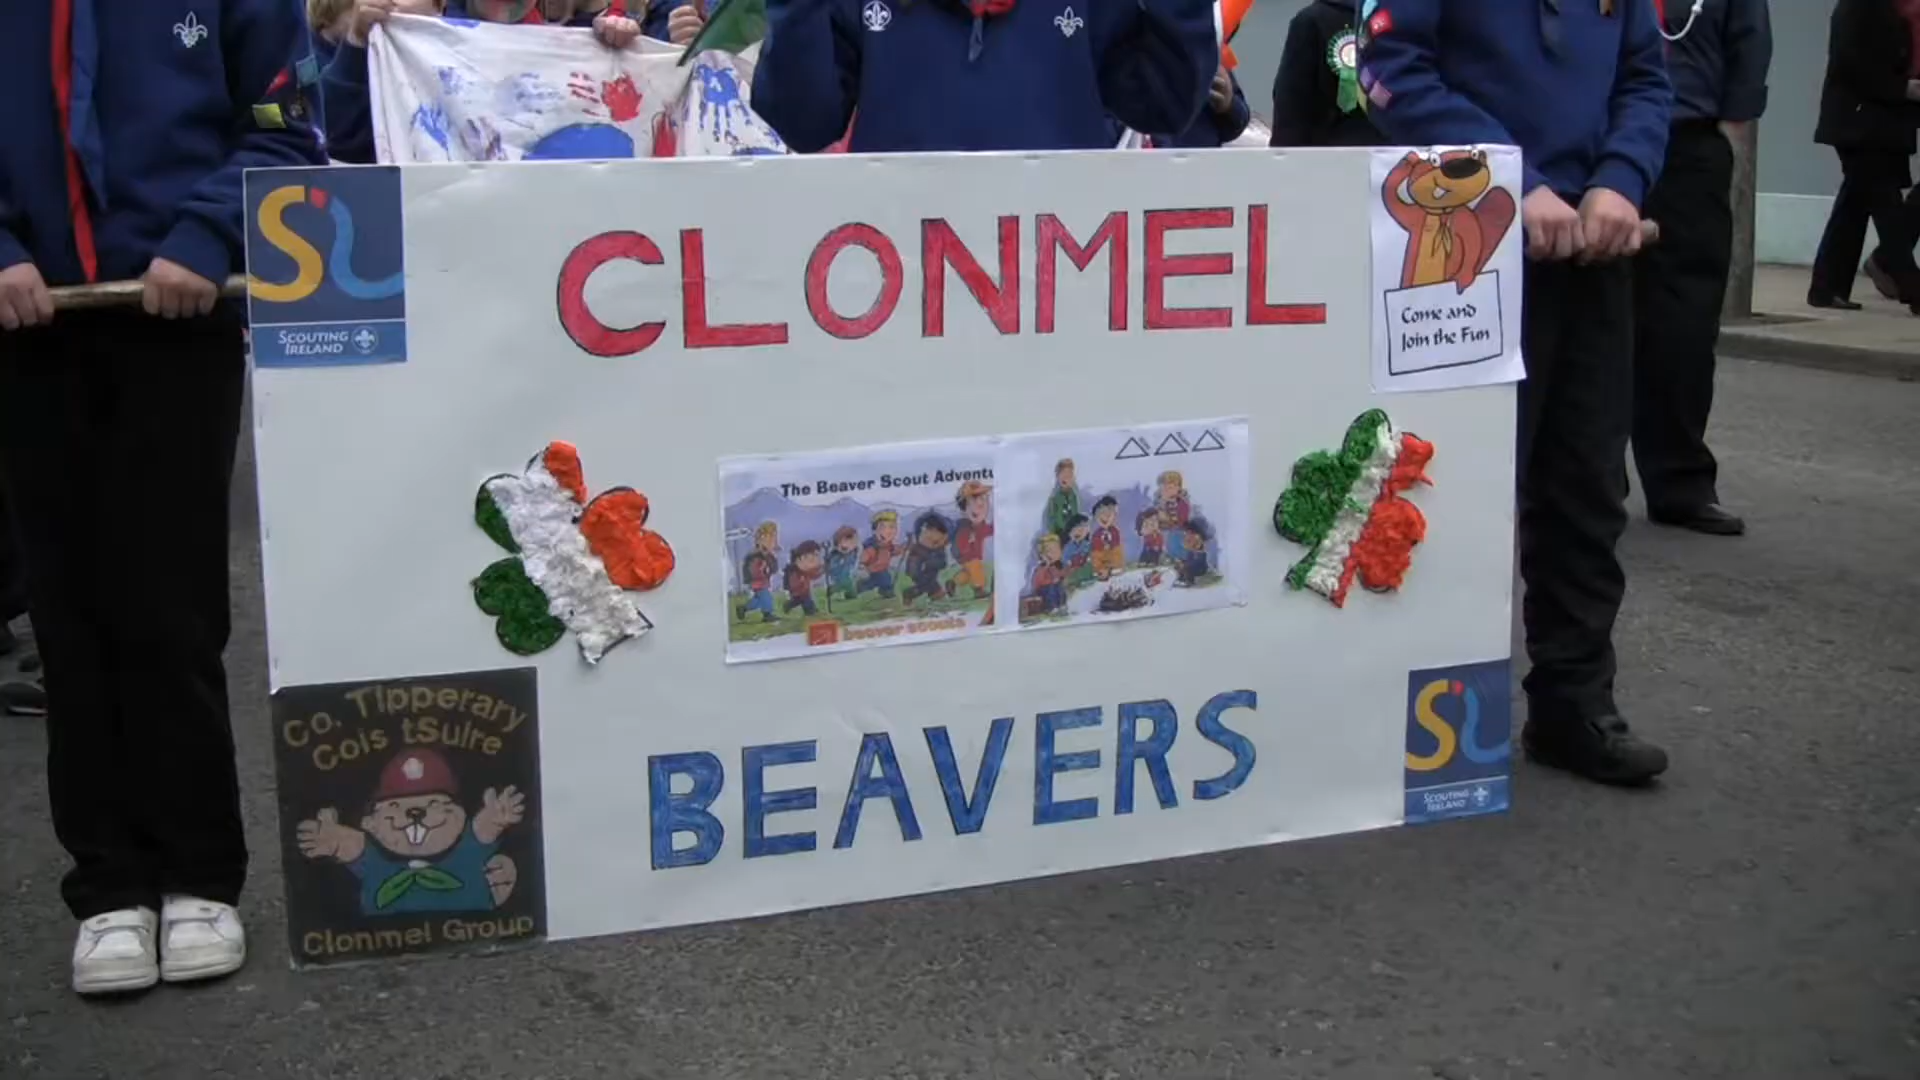 SCOUTING
IRELAND
CLONMEL
Come and
Join the Fun
The Beaver Scout Adventu
beaver scouts
Co. Tipperary
Cois tSuire
Clonmel Group
BEAVERS
SCOUTING
IRELAND